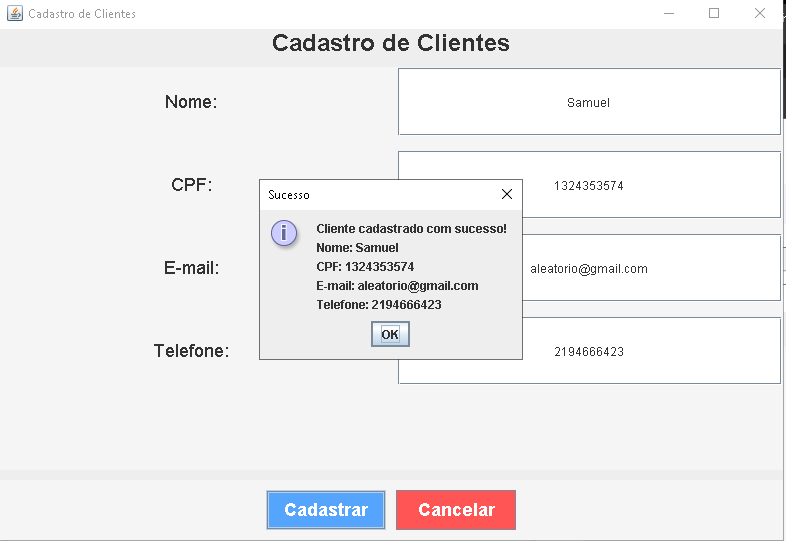 Cadastro de Clientes
Cadastro de Clientes
Nome:
Samuel
CPF:
1324353574
E-mail:
aleatorio@gmail.com
Telefone:
2194666423
Sucesso
Cliente cadastrado com sucesso!
Nome: Samuel
CPF: 1324353574
E-mail: aleatorio@gmail.com
Telefone: 2194666423
OK
Cadastrar
Cancelar